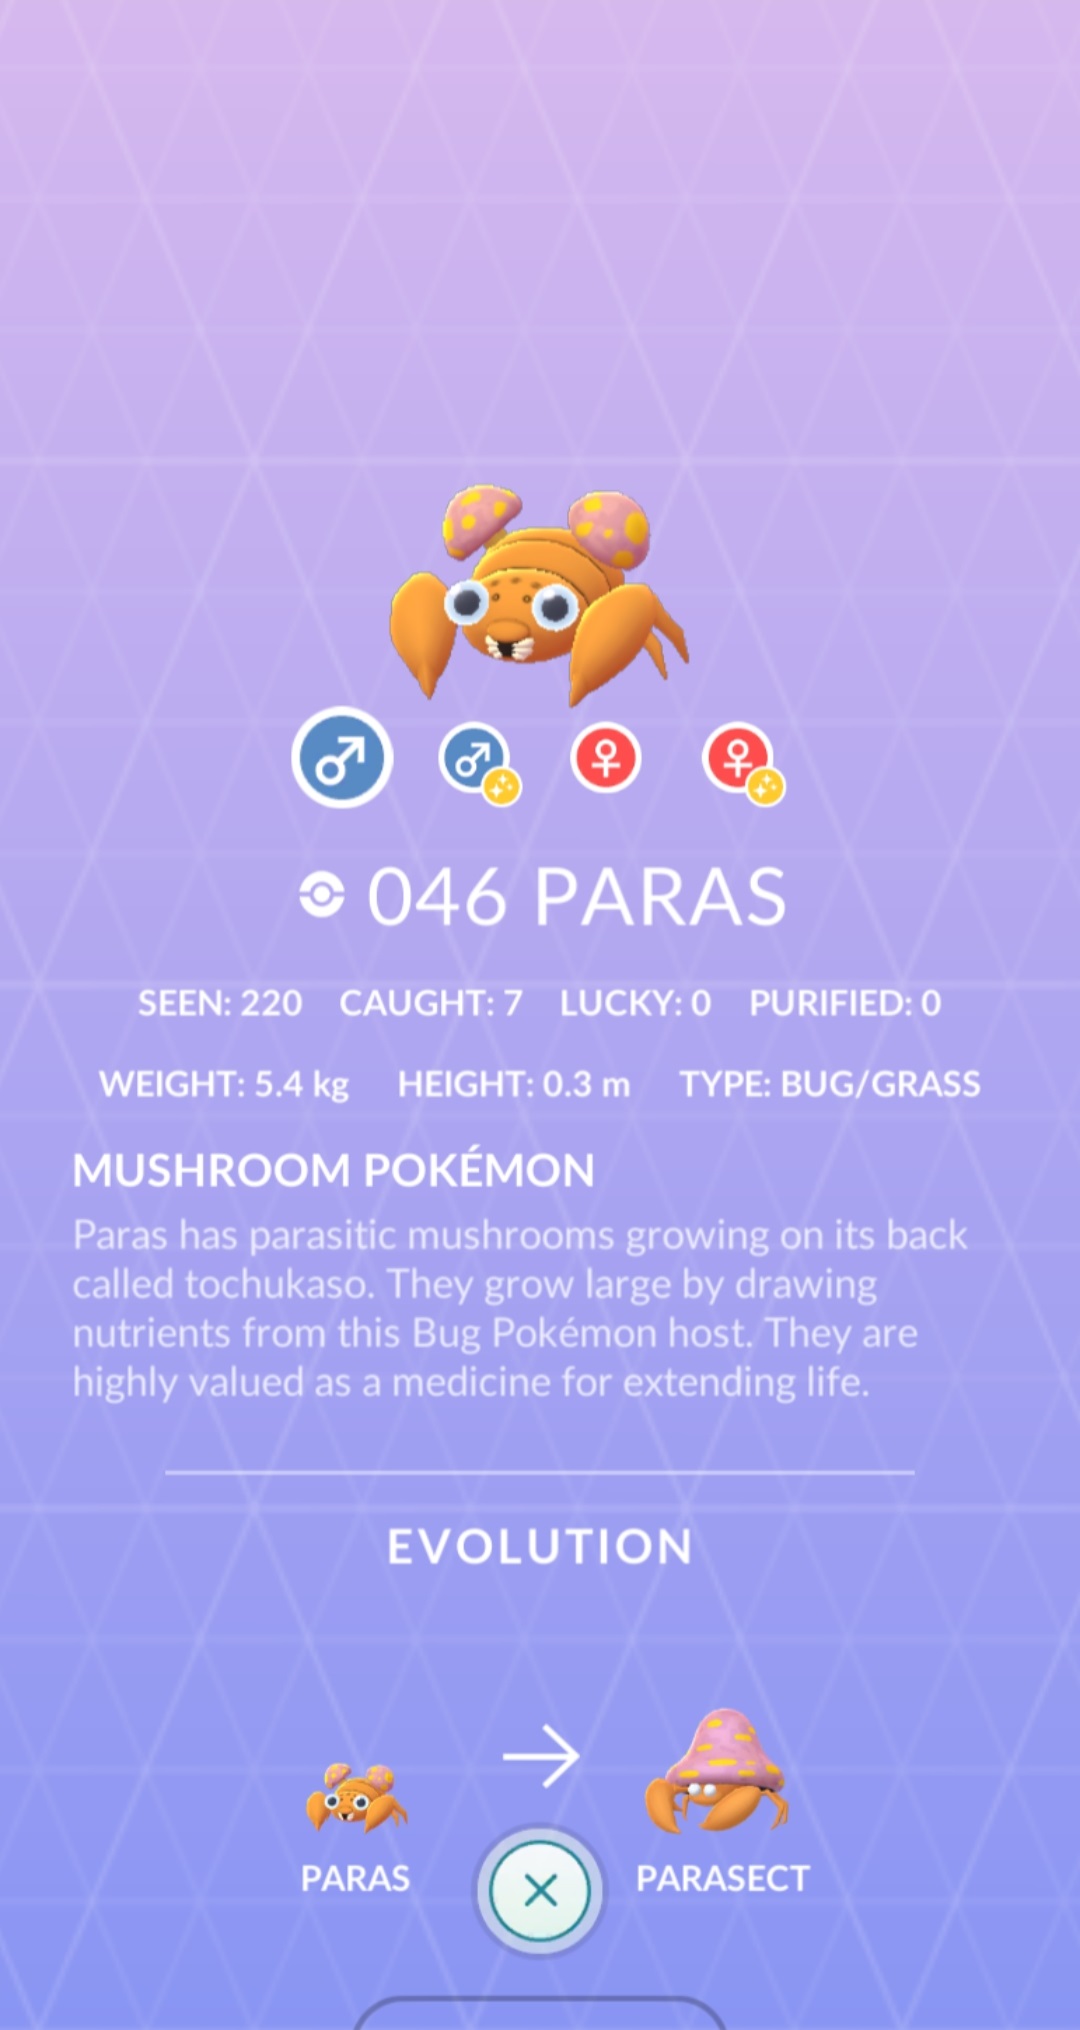 046 PARAS
SEEN: 220 CAUGHT: 7 LUCKY: 0 PURIFIED: 0
WEIGHT: 5.4 kg HEIGHT: 0.3 m TYPE: BUG/GRASS
MUSHROOM POKÉMON
Paras has parasitic mushrooms growing on its back
called tochukaso. They grow large by drawing
nutrients from this Bug Pokémon host. They are
highly valued as a medicine for extending life.
EVOLUTION
PARAS PARASECT